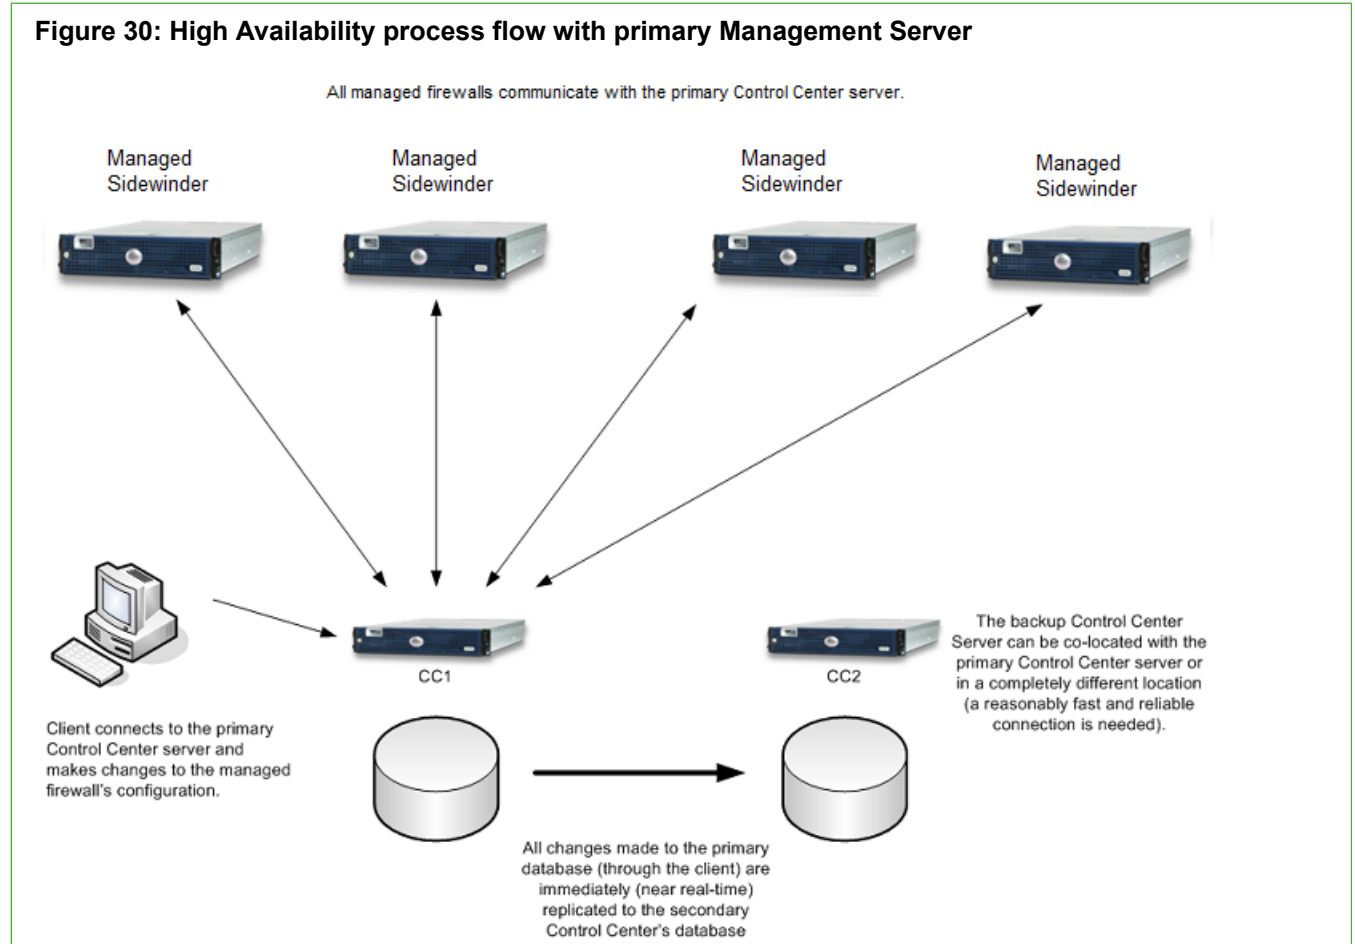 Figure 30: High Availability process flow with primary Management Server
All managed firewalls communicate with the primary Control Center server.
Managed
Sidewinder
Managed
Sidewinder
Managed
Sidewinder
Managed
Sidewinder
CC1
CC2
The backup Control Center
Server can be co-located with the
primary Control Center server or
in a completely different location
(a reasonably fast and reliable
connection is needed).
Client connects to the primary
Control Center server and
makes changes to the managed
firewall's configuration.
All changes made to the primary
database (through the client) are
immediately (near real-time)
replicated to the secondary
Control Center's database